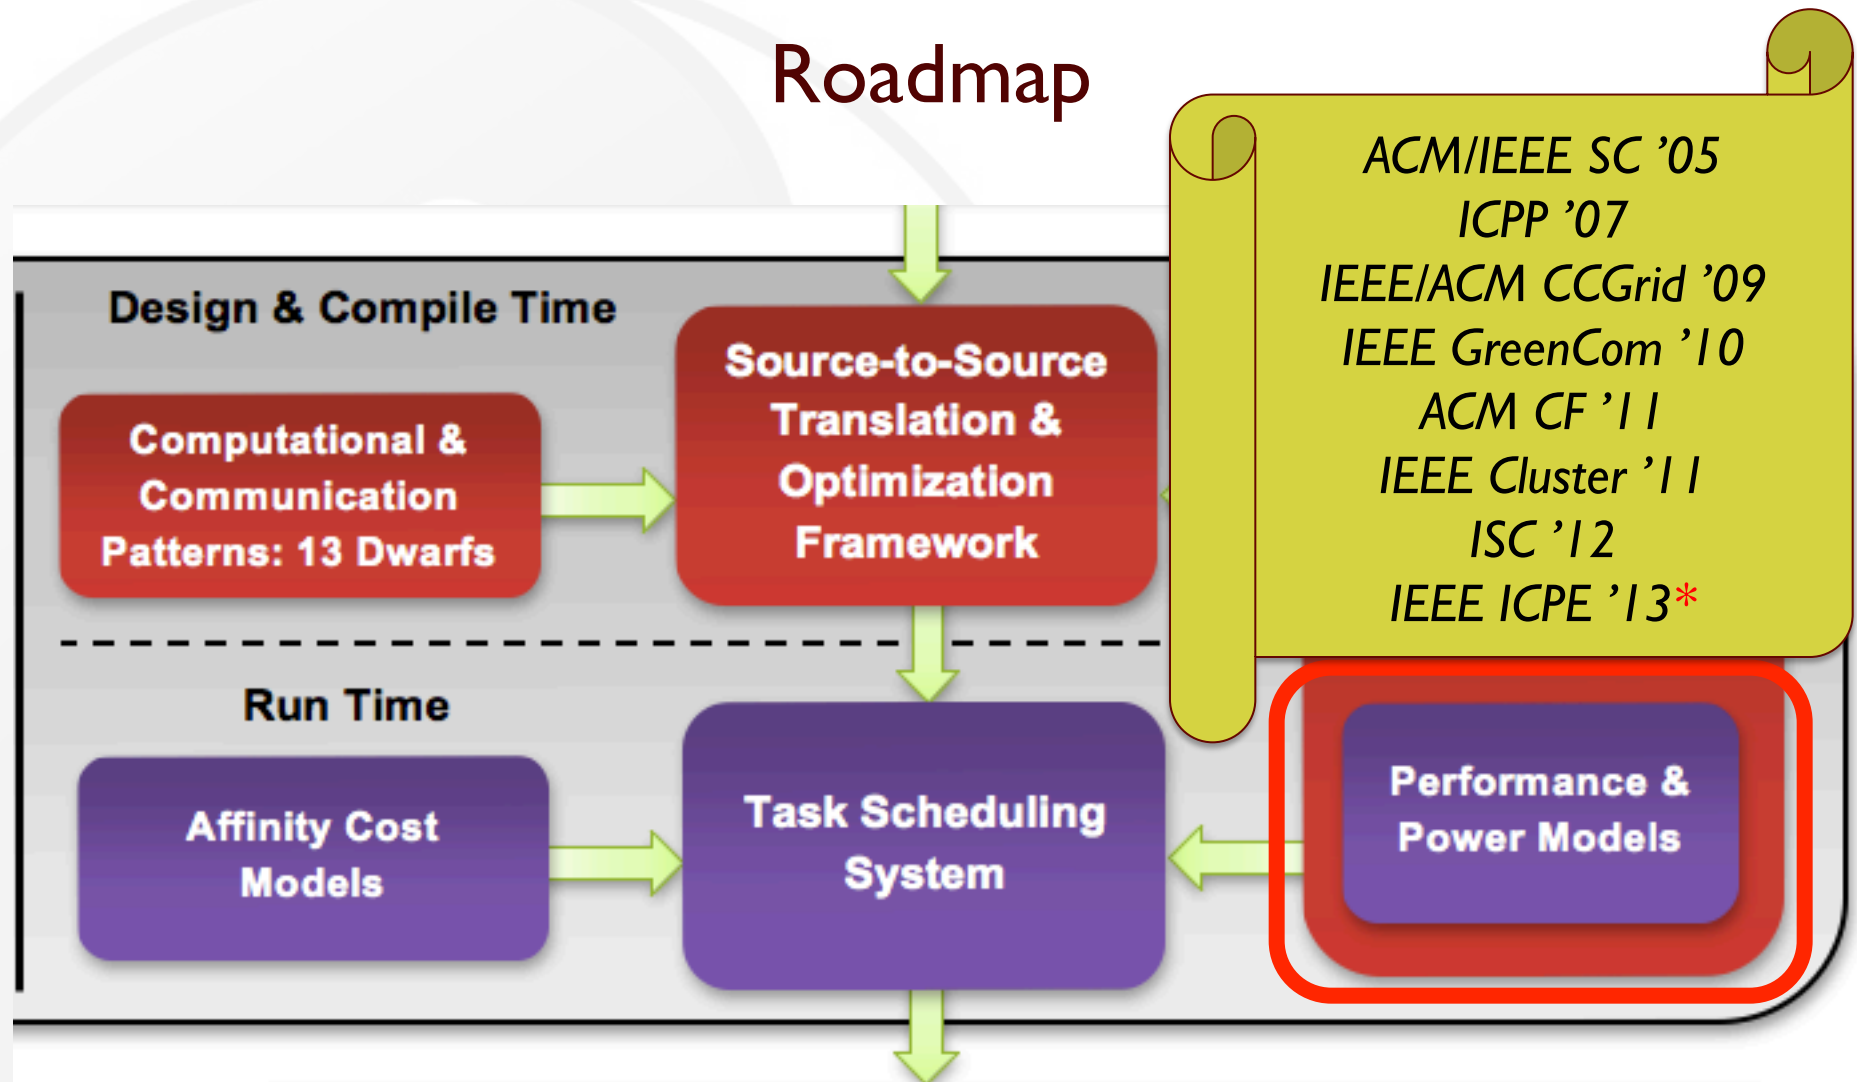 Roadmap
ACM/IEEE SC ’05
ICPP ’07
IEEE/ACM CCGrid ’09
IEEE GreenCom ’10
ACM CF ’11
IEEE Cluster ’11
ISC ’12
IEEE ICPE ’13*
Design & Compile Time
Computational &
Communication
Patterns: 13 Dwarfs
Source-to-Source
Translation &
Optimization
Framework
Run Time
Affinity Cost
Models
Task Scheduling
System
Performance &
Power Models